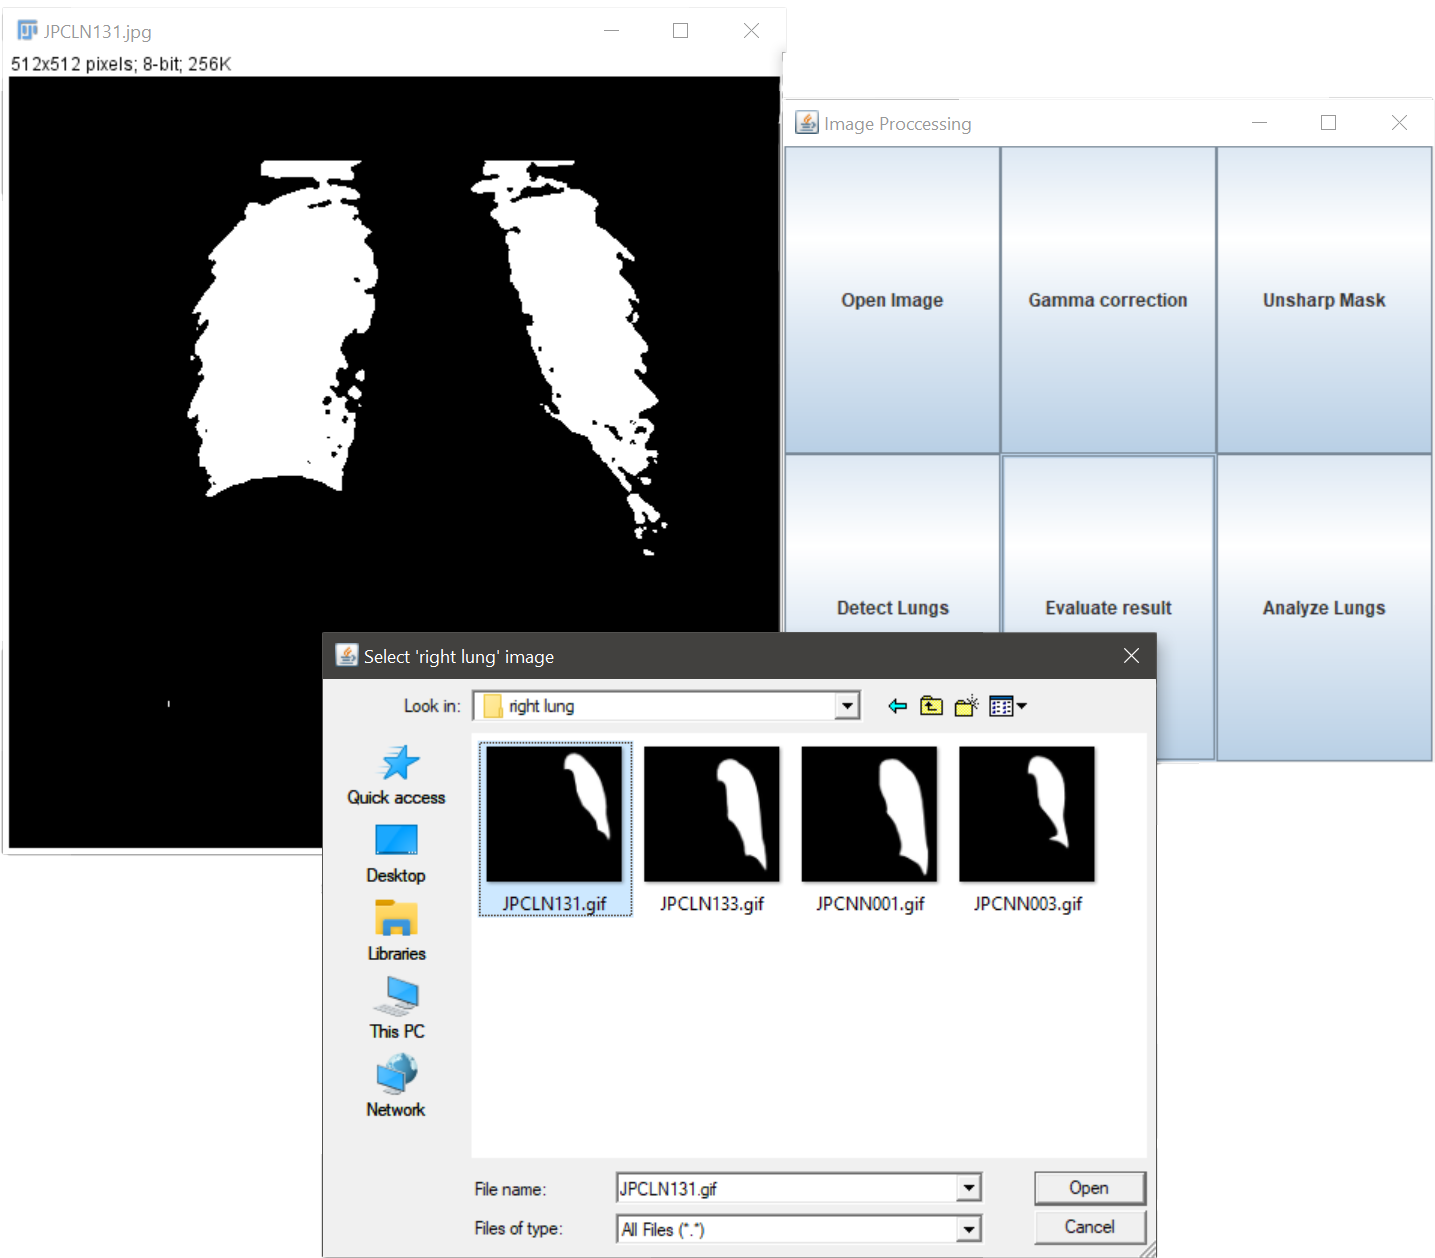 JPCLN131.jpg
512x512 pixels; 8-bit; 256K
Image Proccessing
Open Image
Gamma correction
Unsharp Mask
Detect Lungs
Evaluate result
Analyze Lungs
Select 'right lung' image
Look in:
right lung
Quick access
Desktop
Libraries
This PC
Network
JPCLN131.gif
JPCLN133.gif
JPCNN001.gif
JPCNN003.gif
File name:
JPCLN131.gif
Open
Files of type:
All Files (*.*)
Cancel